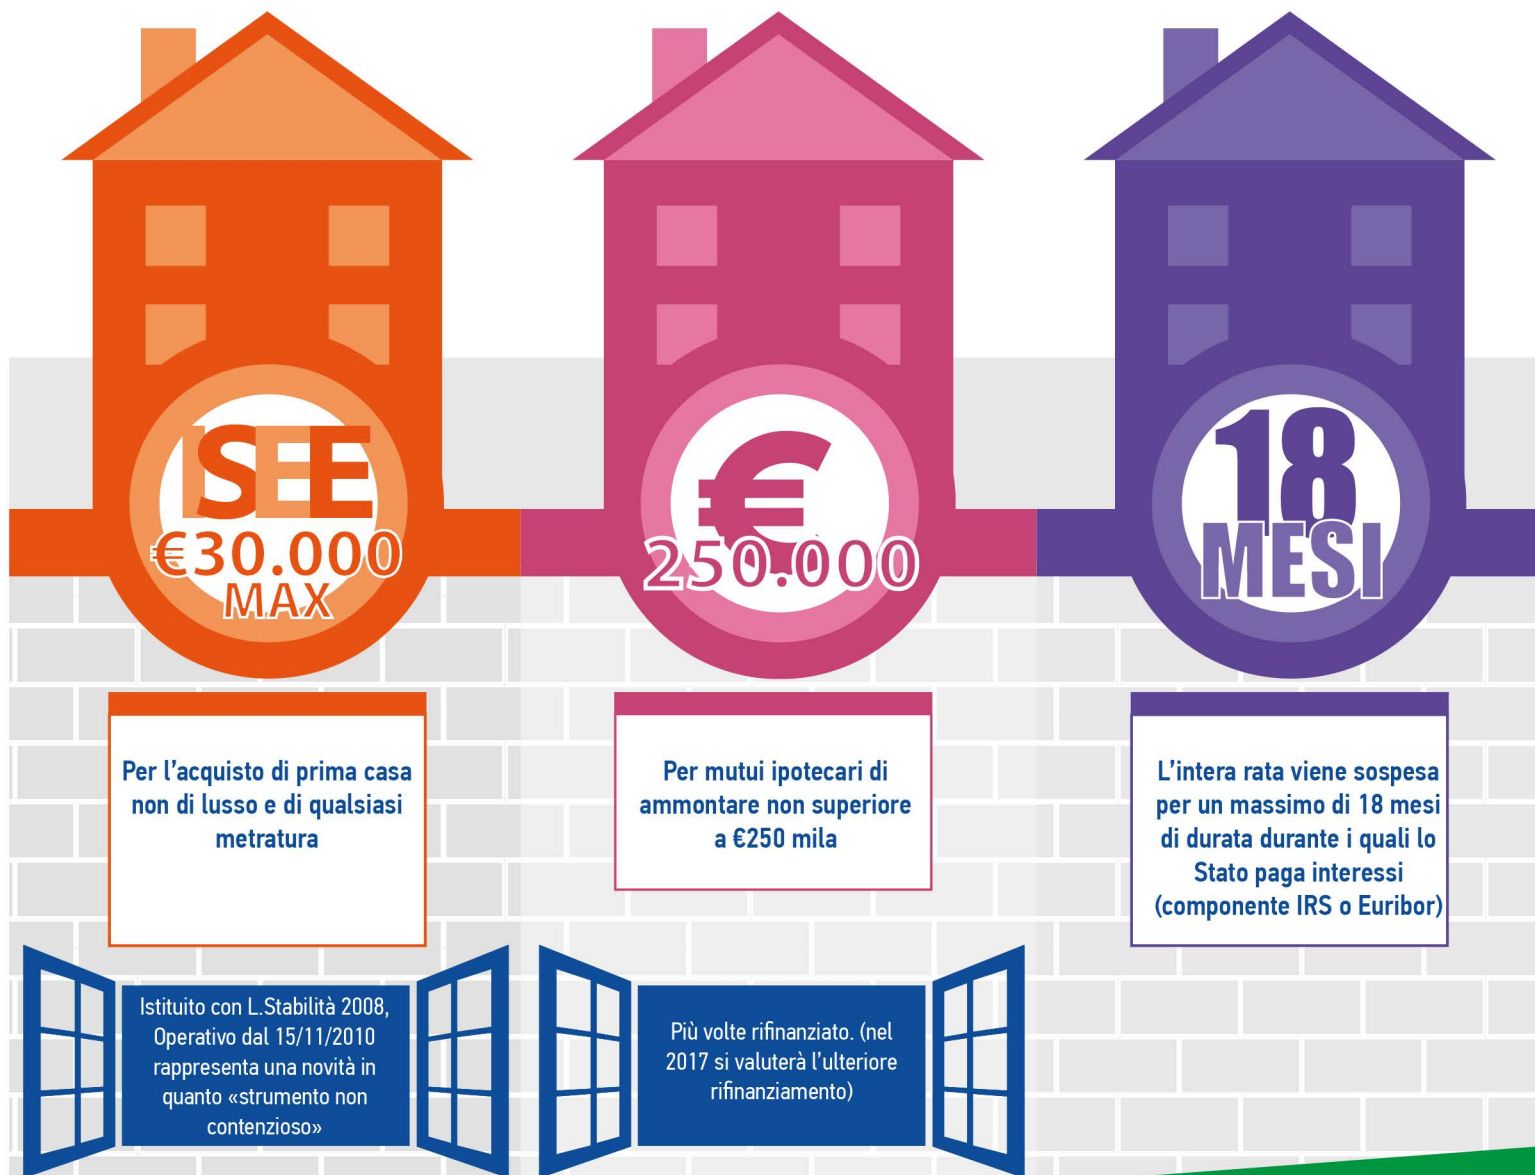 ISEE
€30.000
MAX
€
250.000
18
MESI
Per l'acquisto di prima casa
non di lusso e di qualsiasi
metratura
Per mutui ipotecari di
ammontare non superiore
a €250 mila
L'intera rata viene sospesa
per un massimo di 18 mesi
di durata durante i quali lo
Stato paga interessi
(componente IRS o Euribor)
Istituito con L.Stabilità 2008,
Operativo dal 15/11/2010
rappresenta una novità in
quanto «strumento non
contenzioso»
Più volte rifinanziato. (nel
2017 si valuterà l'ulteriore
rifinanziamento)